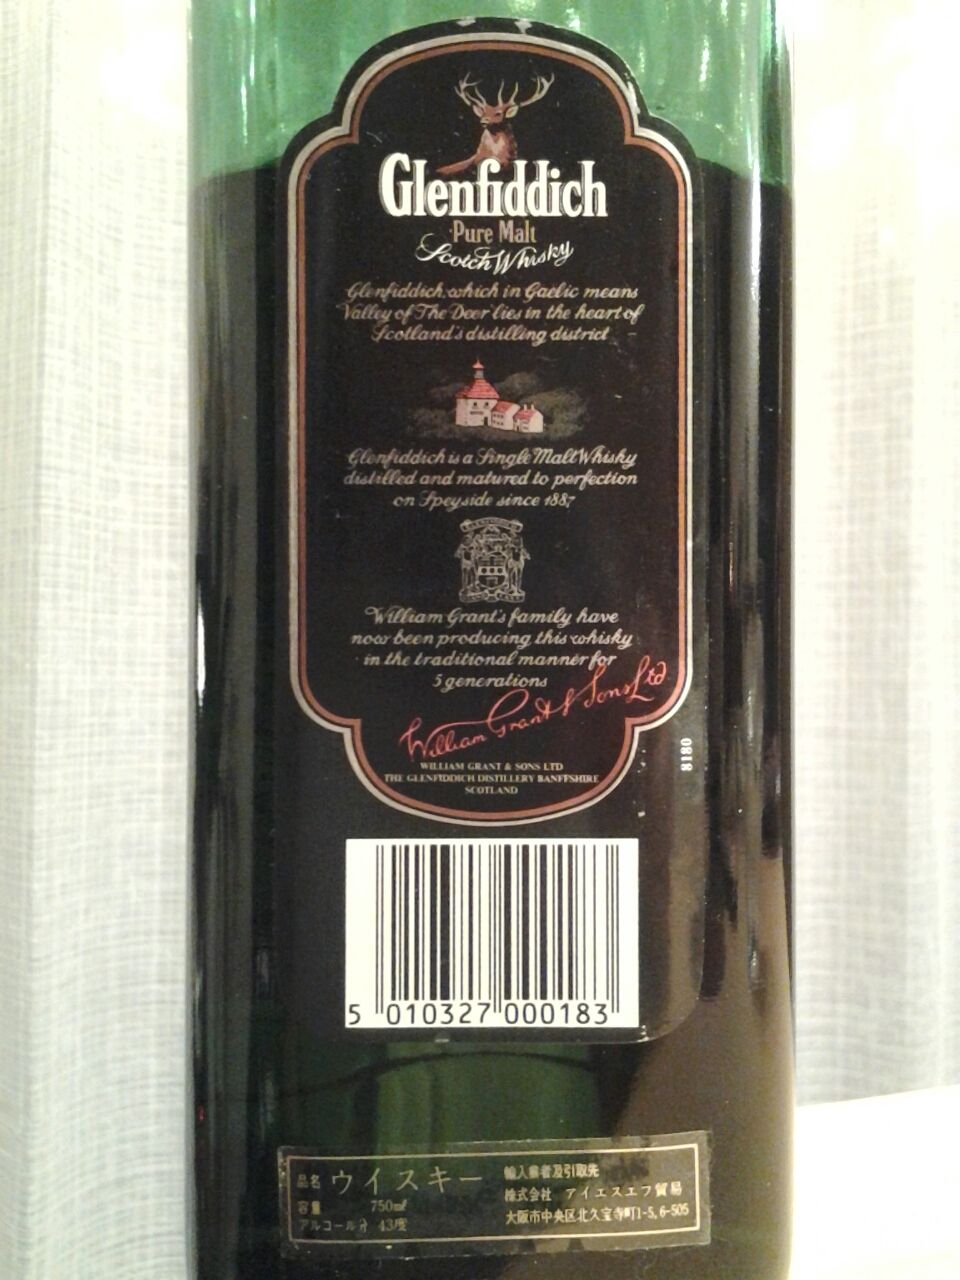 Glenfiddich
Pure Malt
Scotch Whisky
Glenfiddich, which in Gaelic means
Valley of The Deer lies in the heart of
Scotland's distilling district
Glenfiddich is a Single Malt Whisky
distilled and matured to perfection
on Speyside since 1887
William Grant's family have
now been producing this whisky
in the traditional manner for
5 generations
William Grant & Sons Ltd
WILLIAM GRANT & SONS LTD
THE GLENFIDDICH DISTILLERY BANFFSHIRE
SCOTLAND
8180
5 010327 000183
品名 ウイスキー
容量 750ml
アルコール分 43度
輸入業者及引取先
株式会社 アイエスエフ貿易
大阪市中央区北久宝寺町1-5,6-505